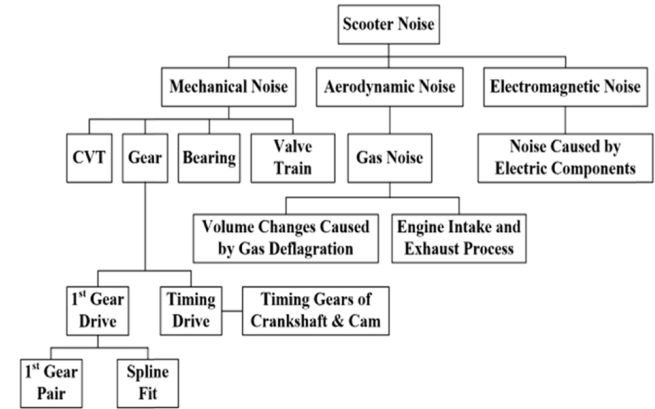 Scooter Noise
Mechanical Noise
Aerodynamic Noise
Electromagnetic Noise
CVT
Gear
Bearing
Valve
Train
Gas Noise
Noise Caused by
Electric Components
Volume Changes Caused
by Gas Deflagration
Engine Intake and
Exhaust Process
1st Gear
Drive
Timing
Drive
Timing Gears of
Crankshaft & Cam
1st Gear
Pair
Spline
Fit